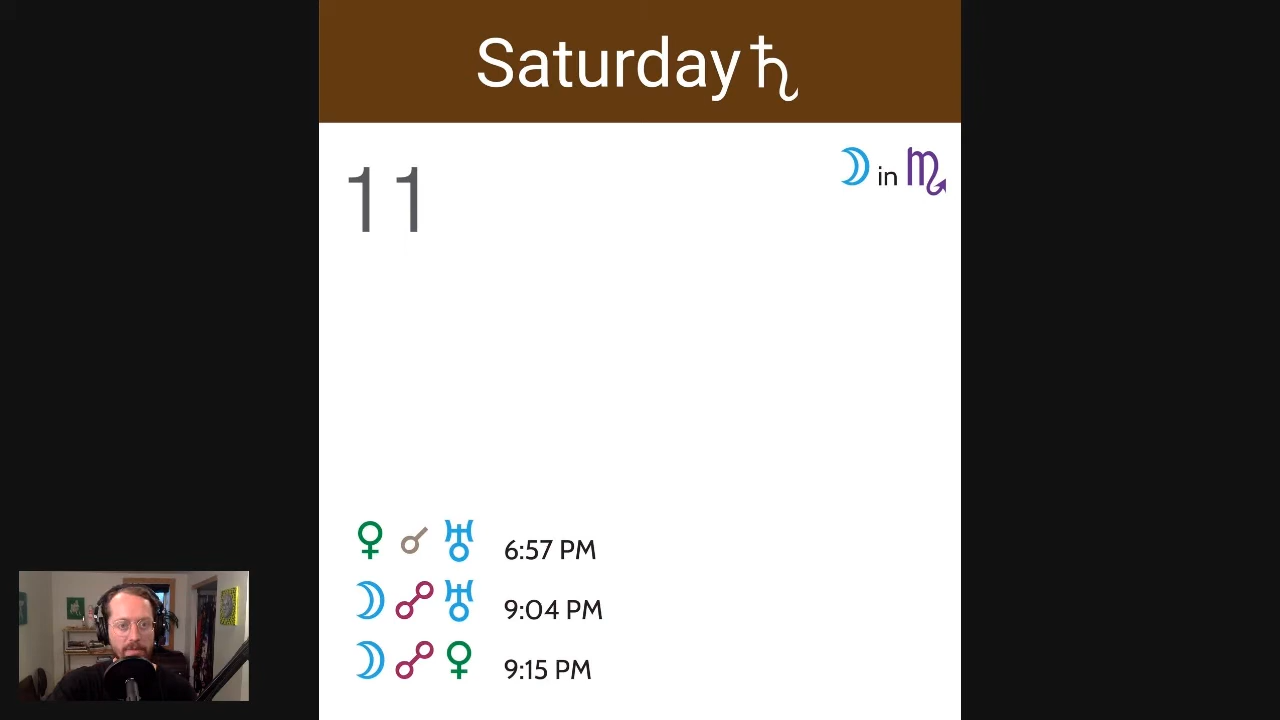 Saturday ♄
11
☽ in ♏
♀ ☌ ♅ 6:57 PM
☽ ☍ ♅ 9:04 PM
☽ ☍ ♀ 9:15 PM